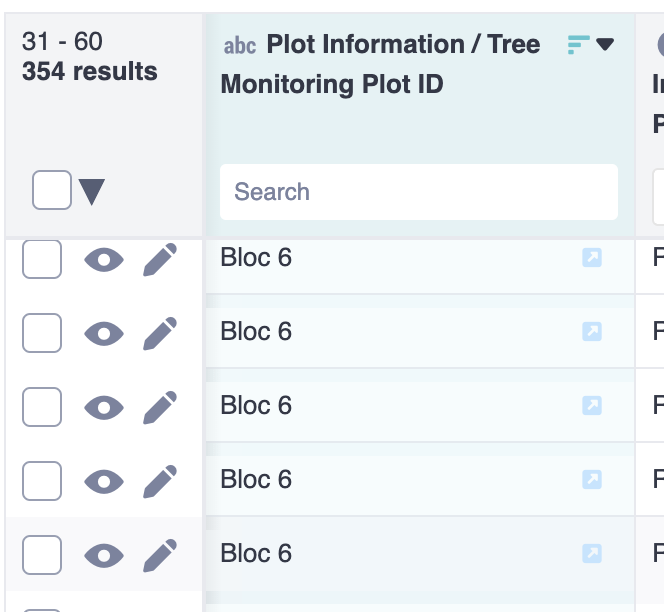 31 - 60
354 results
abc Plot Information / Tree
Monitoring Plot ID
Search
Bloc 6
Bloc 6
Bloc 6
Bloc 6
Bloc 6